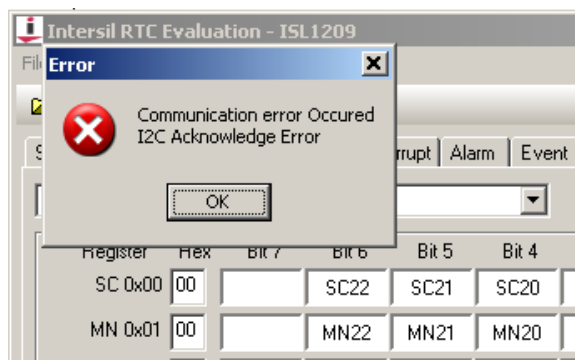 Intersil RTC Evaluation - ISL1209
Error
Communication error Occured
I2C Acknowledge Error
OK
Alarm Event
Register Hex Bit 7 Bit 6 Bit 5 Bit 4
SC 0x00 00 SC22 SC21 SC20
MN 0x01 00 MN22 MN21 MN20